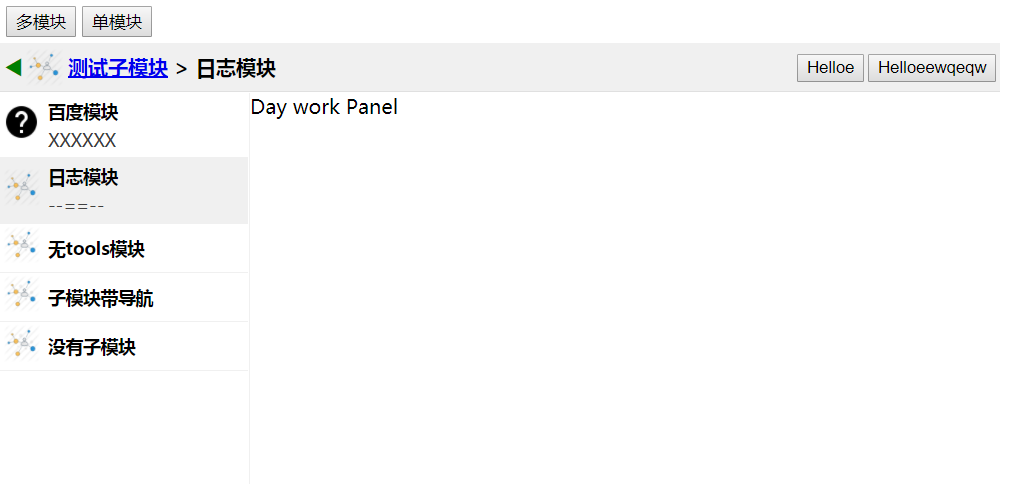 多模块 单模块
测试子模块 > 日志模块 Helloe Helloeewqeqw
百度模块
XXXXXX
日志模块
--==--
无tools模块
子模块带导航
没有子模块
Day work Panel